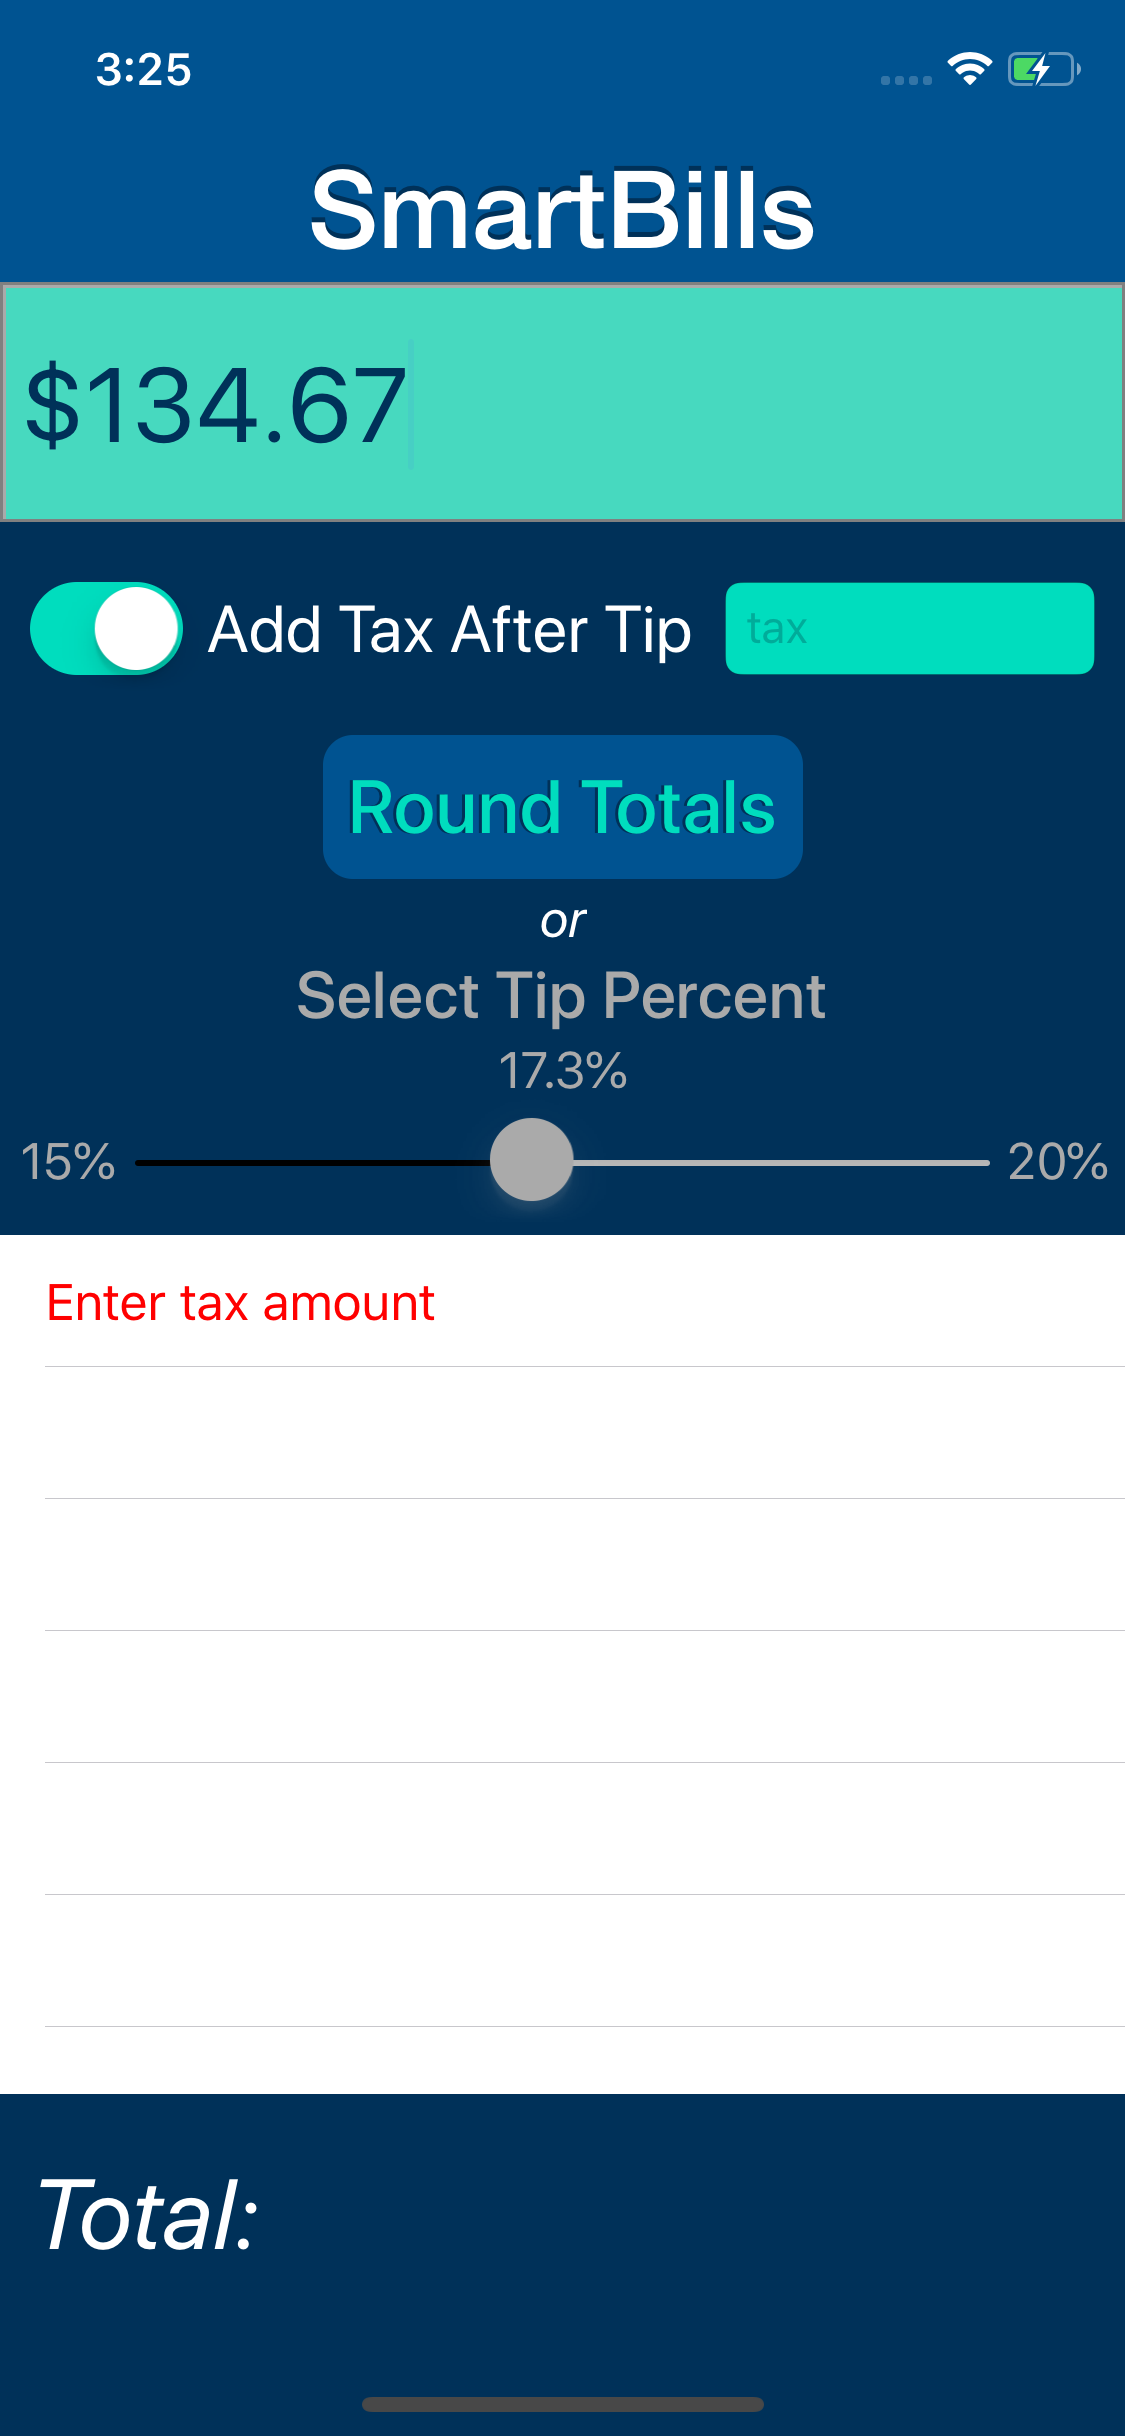 3:25
SmartBills
$134.67
Add Tax After Tip
tax
Round Totals
or
Select Tip Percent
17.3%
15%
20%
Enter tax amount
Total: